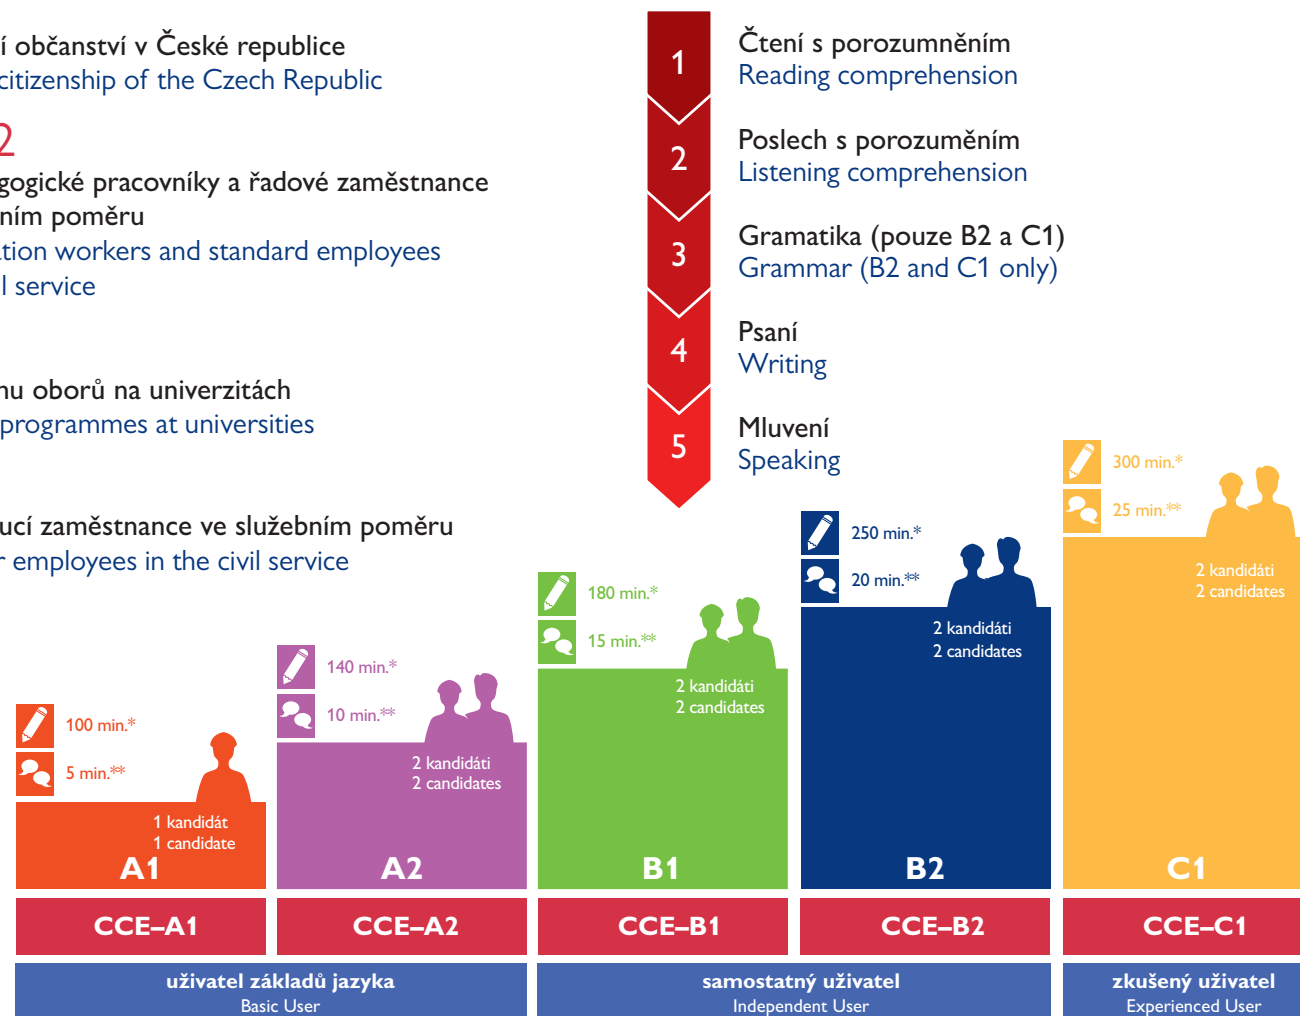 í občanství v České republice
citizenship of the Czech Republic
2
gogické pracovníky a řadové zaměstnance
ním poměru
ation workers and standard employees
l service
nu oborů na univerzitách
programmes at universities
ucí zaměstnance ve služebním poměru
r employees in the civil service
1
Čtení s porozumněním
Reading comprehension
2
Poslech s porozuměním
Listening comprehension
3
Gramatika (pouze B2 a C1)
Grammar (B2 and C1 only)
4
Psaní
Writing
5
Mluvení
Speaking
100 min.*
5 min.**
1 kandidát
1 candidate
A1
140 min.*
10 min.**
2 kandidáti
2 candidates
A2
180 min.*
15 min.**
2 kandidáti
2 candidates
B1
250 min.*
20 min.**
2 kandidáti
2 candidates
B2
300 min.*
25 min.**
2 kandidáti
2 candidates
C1
CCE–A1
CCE–A2
CCE–B1
CCE–B2
CCE–C1
uživatel základů jazyka
Basic User
samostatný uživatel
Independent User
zkušený uživatel
Experienced User